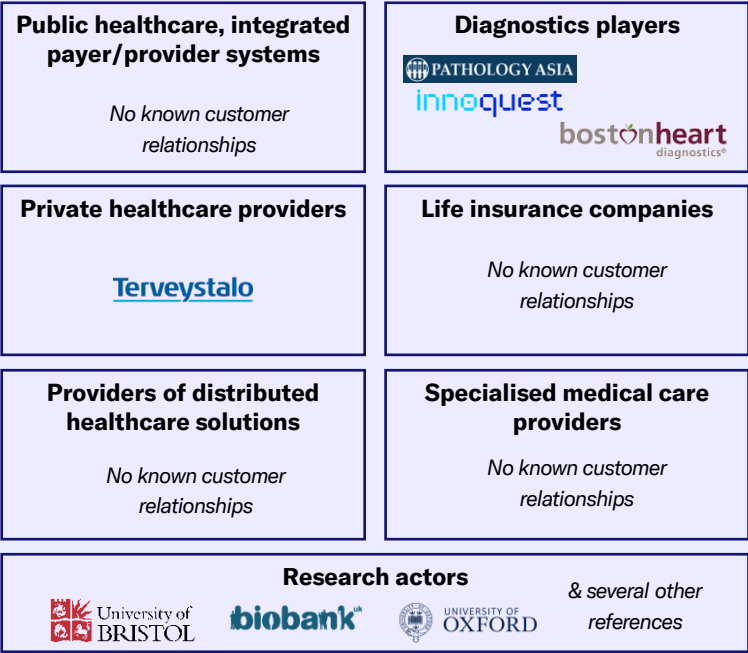 Public healthcare, integrated
payer/provider systems
No known customer
relationships
Diagnostics players
PATHOLOGY ASIA
innoquest
bostonheart
diagnostics®
Private healthcare providers
Terveystalo
Life insurance companies
No known customer
relationships
Providers of distributed
healthcare solutions
No known customer
relationships
Specialised medical care
providers
No known customer
relationships
Research actors
University of
BRISTOL
biobank uk
UNIVERSITY OF
OXFORD
& several other
references